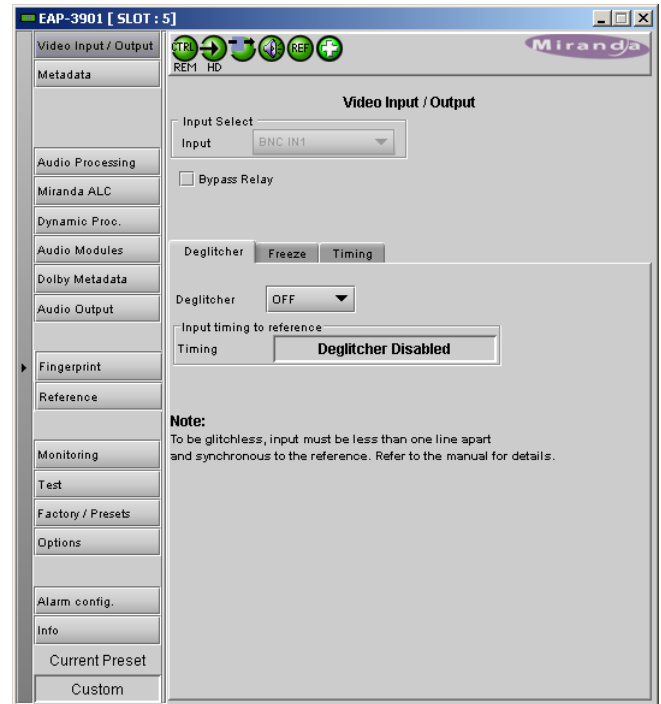 EAP-3901 [ SLOT : 5]
Video Input / Output
Metadata
Audio Processing
Miranda ALC
Dynamic Proc.
Audio Modules
Dolby Metadata
Audio Output
Fingerprint
Reference
Monitoring
Test
Factory / Presets
Options
Alarm config.
Info
Current Preset
Custom
CTRL
REF
REM HD
Miranda
Video Input / Output
Input Select
Input BNC IN1
Bypass Relay
Deglitcher Freeze Timing
Deglitcher OFF
Input timing to reference
Timing Deglitcher Disabled
Note:
To be glitchless, input must be less than one line apart
and synchronous to the reference. Refer to the manual for details.